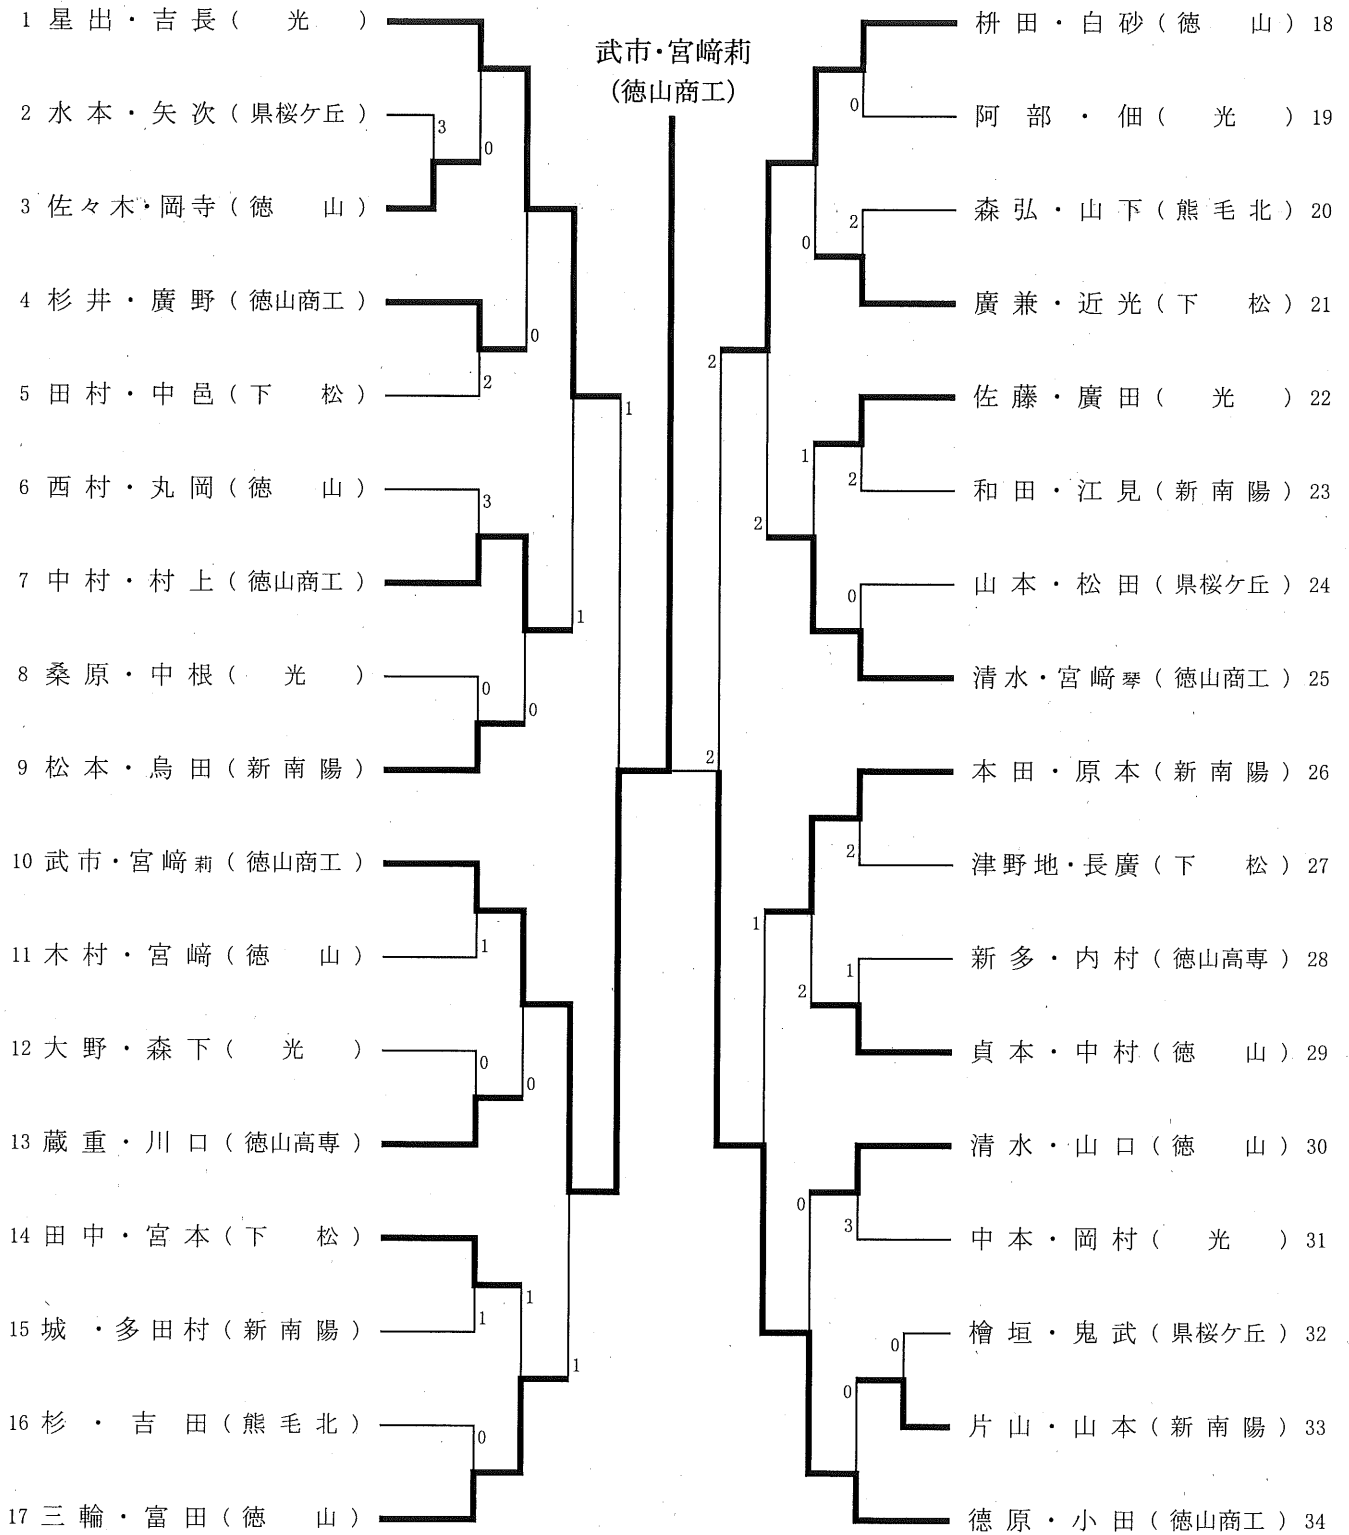 武市・宮﨑莉
(徳山商工)
1 星出・吉長 ( 光 )
2 水本・矢次 ( 県桜ケ丘 )
3 佐々木・岡寺 ( 徳山 )
4 杉井・廣野 ( 徳山商工 )
5 田村・中邑 ( 下松 )
6 西村・丸岡 ( 徳山 )
7 中村・村上 ( 徳山商工 )
8 桑原・中根 ( 光 )
9 松本・烏田 ( 新南陽 )
10 武市・宮﨑莉 ( 徳山商工 )
11 木村・宮﨑 ( 徳山 )
12 大野・森下 ( 光 )
13 蔵重・川口 ( 徳山高専 )
14 田中・宮本 ( 下松 )
15 城・多田村 ( 新南陽 )
16 杉・吉田 ( 熊毛北 )
17 三輪・富田 ( 徳山 )
3
0
0
2
1
3
1
0
0
1
0
0
1
1
1
0
2
枡田・白砂 ( 徳山 ) 18
阿部・佃 ( 光 ) 19
森弘・山下 ( 熊毛北 ) 20
廣兼・近光 ( 下松 ) 21
佐藤・廣田 ( 光 ) 22
和田・江見 ( 新南陽 ) 23
山本・松田 ( 県桜ケ丘 ) 24
清水・宮﨑琴 ( 徳山商工 ) 25
本田・原本 ( 新南陽 ) 26
津野地・長廣 ( 下松 ) 27
新多・内村 ( 徳山高専 ) 28
貞本・中村 ( 徳山 ) 29
清水・山口 ( 徳山 ) 30
中本・岡村 ( 光 ) 31
檜垣・鬼武 ( 県桜ケ丘 ) 32
片山・山本 ( 新南陽 ) 33
德原・小田 ( 徳山商工 ) 34
0
2
0
2
1
2
2
0
2
1
1
2
0
3
0
0